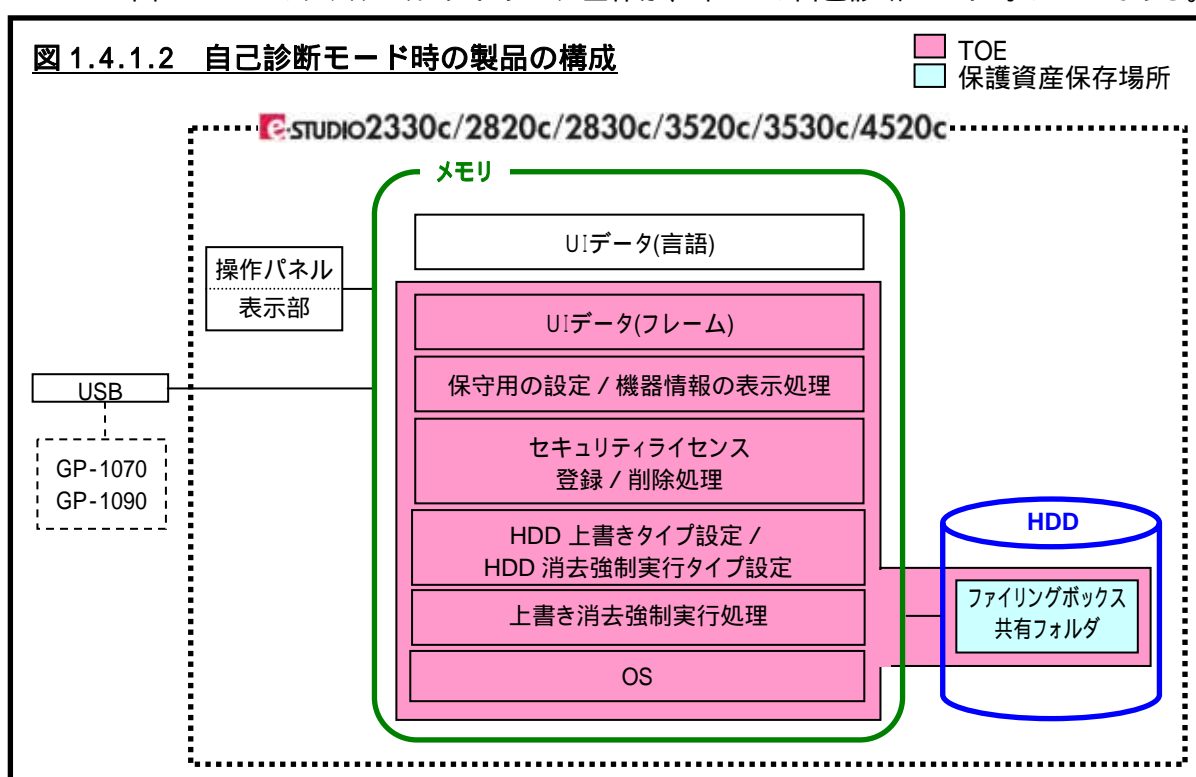 図1.4.1.2 自己診断モード時の製品の構成
TOE
保護資産保存場所
e-STUDIO2330c/2820c/2830c/3520c/3530c/4520c
メモリ
UIデータ(言語)
操作パネル
表示部
UIデータ(フレーム)
保守用の設定 / 機器情報の表示処理
USB
セキュリティライセンス
登録 / 削除処理
GP-1070
GP-1090
HDD 上書きタイプ設定 /
HDD 消去強制実行タイプ設定
HDD
ファイリングボックス
共有フォルダ
上書き消去強制実行処理
OS